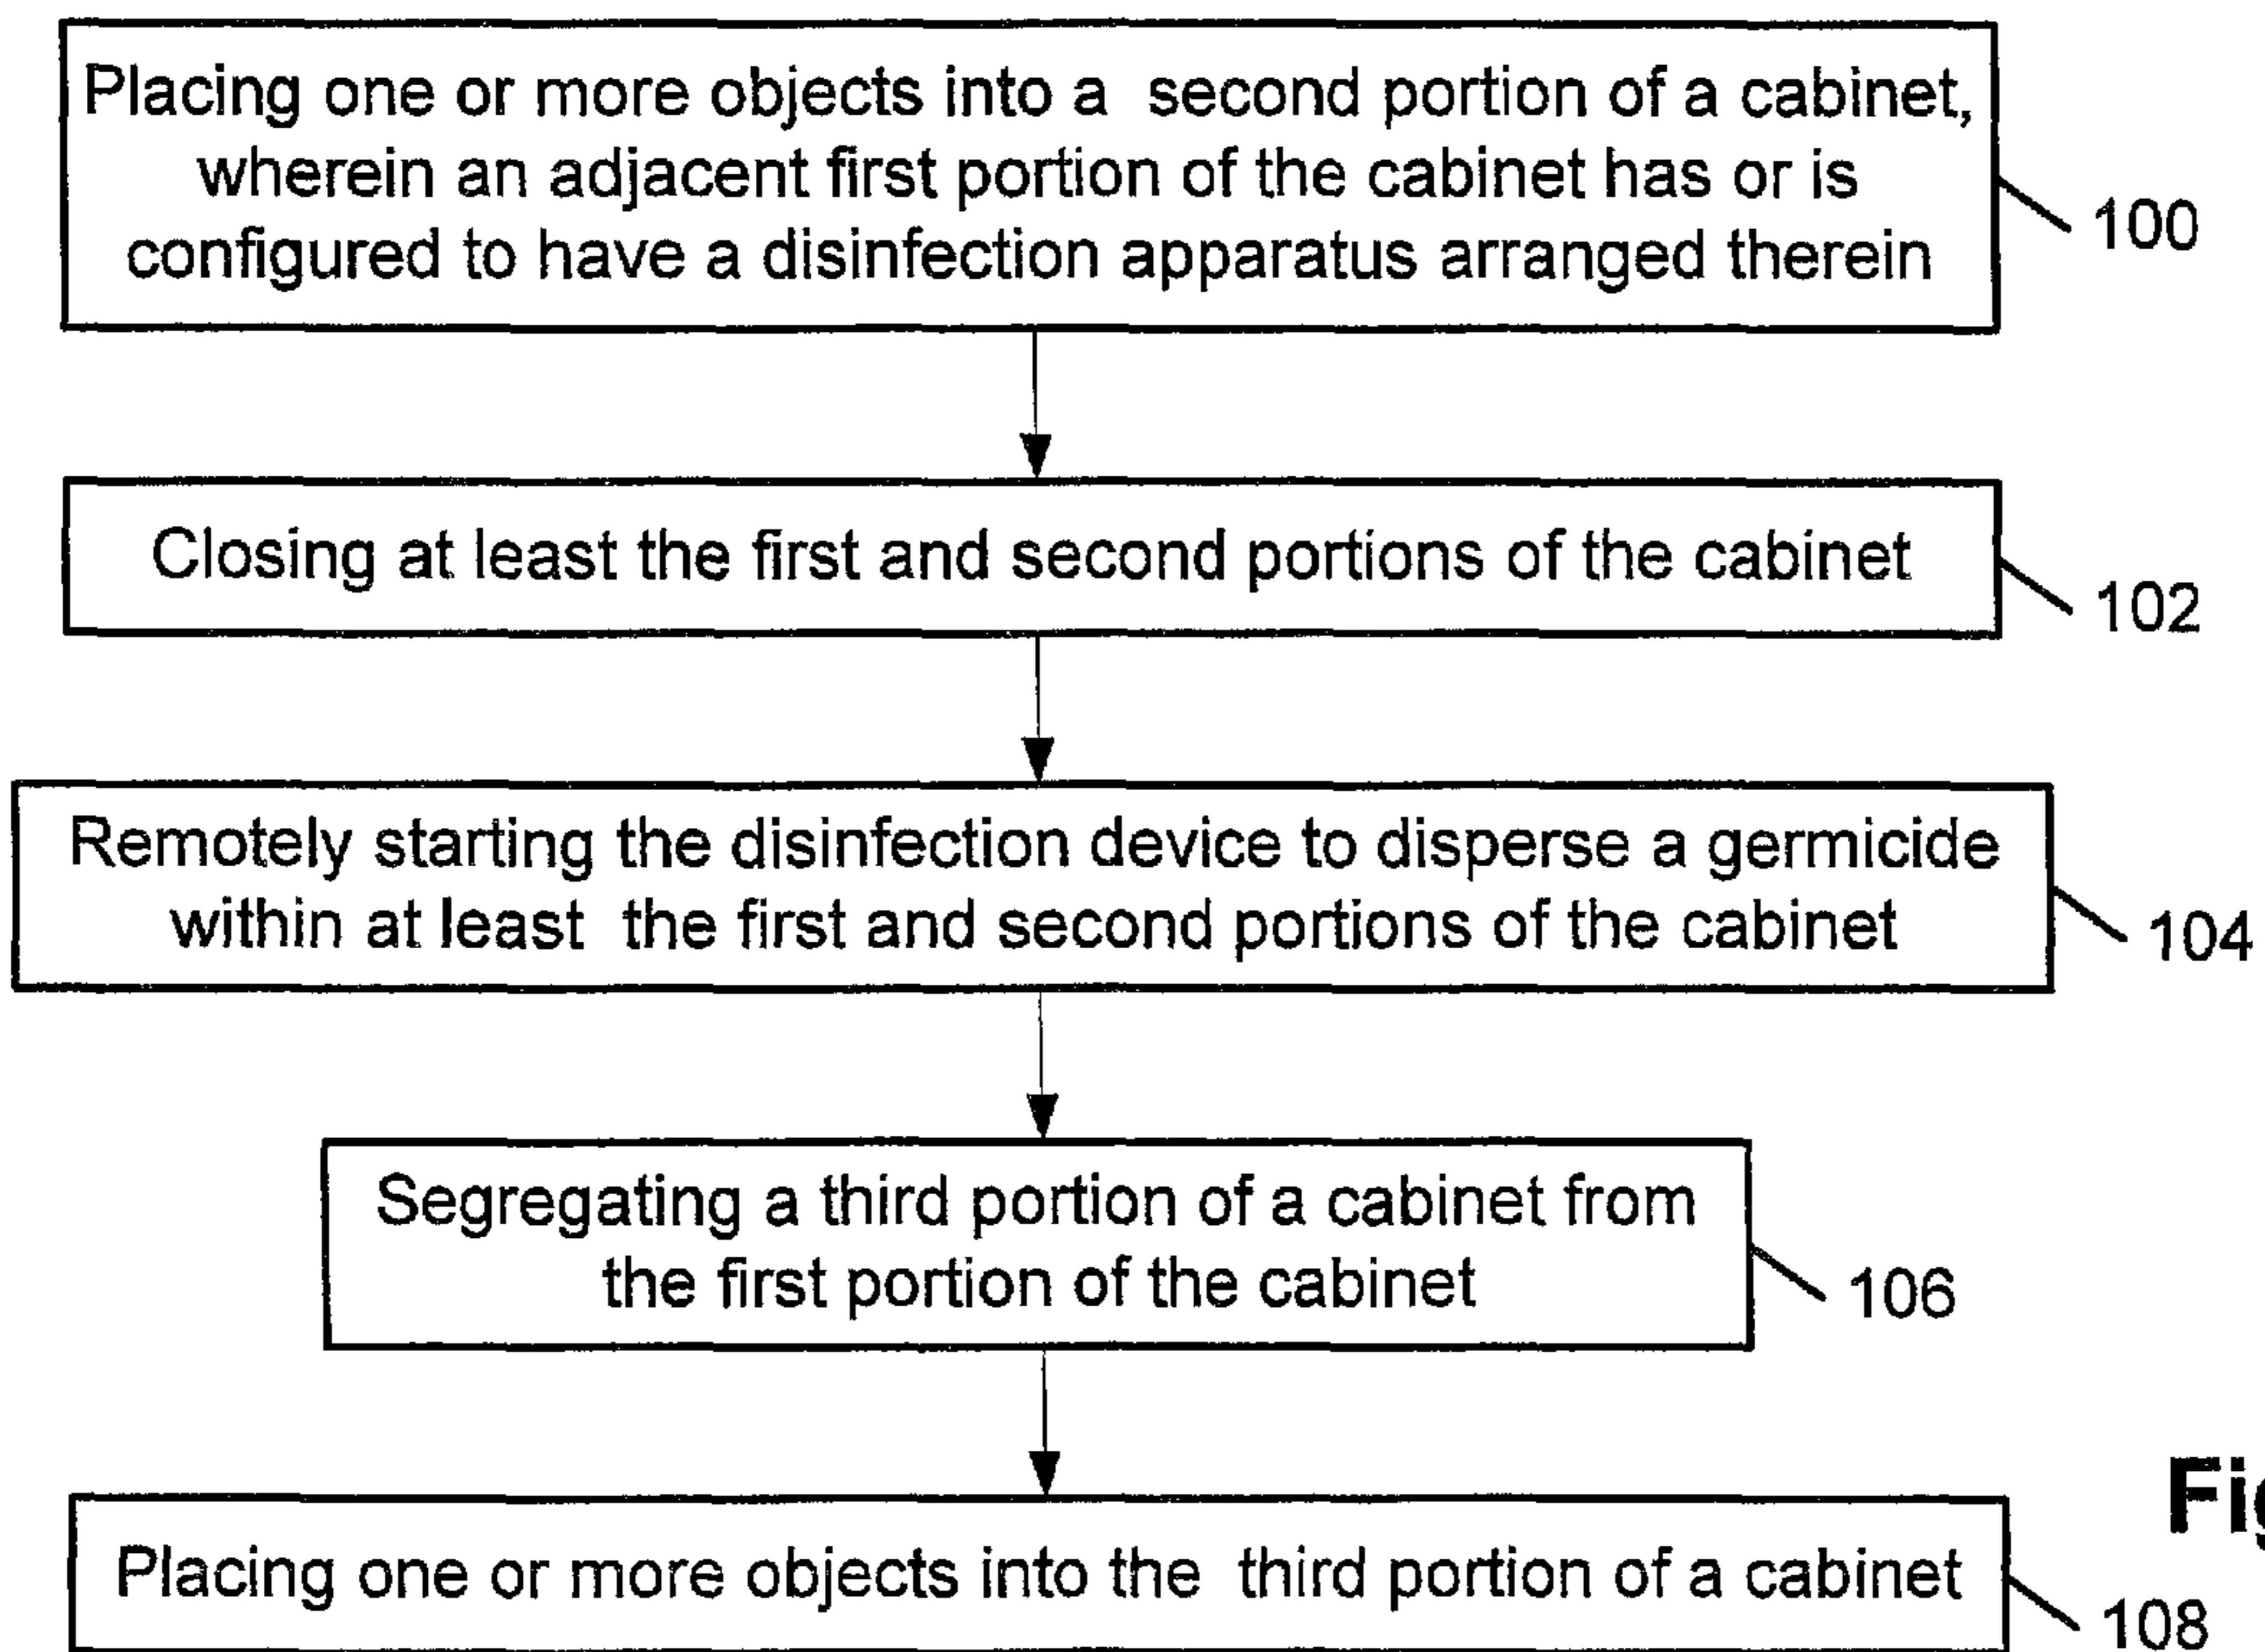 Placing one or more objects into a second portion of a cabinet,
wherein an adjacent first portion of the cabinet has or is
configured to have a disinfection apparatus arranged therein
100
Closing at least the first and second portions of the cabinet
102
Remotely starting the disinfection device to disperse a germicide
within at least the first and second portions of the cabinet
104
Segregating a third portion of a cabinet from
the first portion of the cabinet
106
Placing one or more objects into the third portion of a cabinet
108